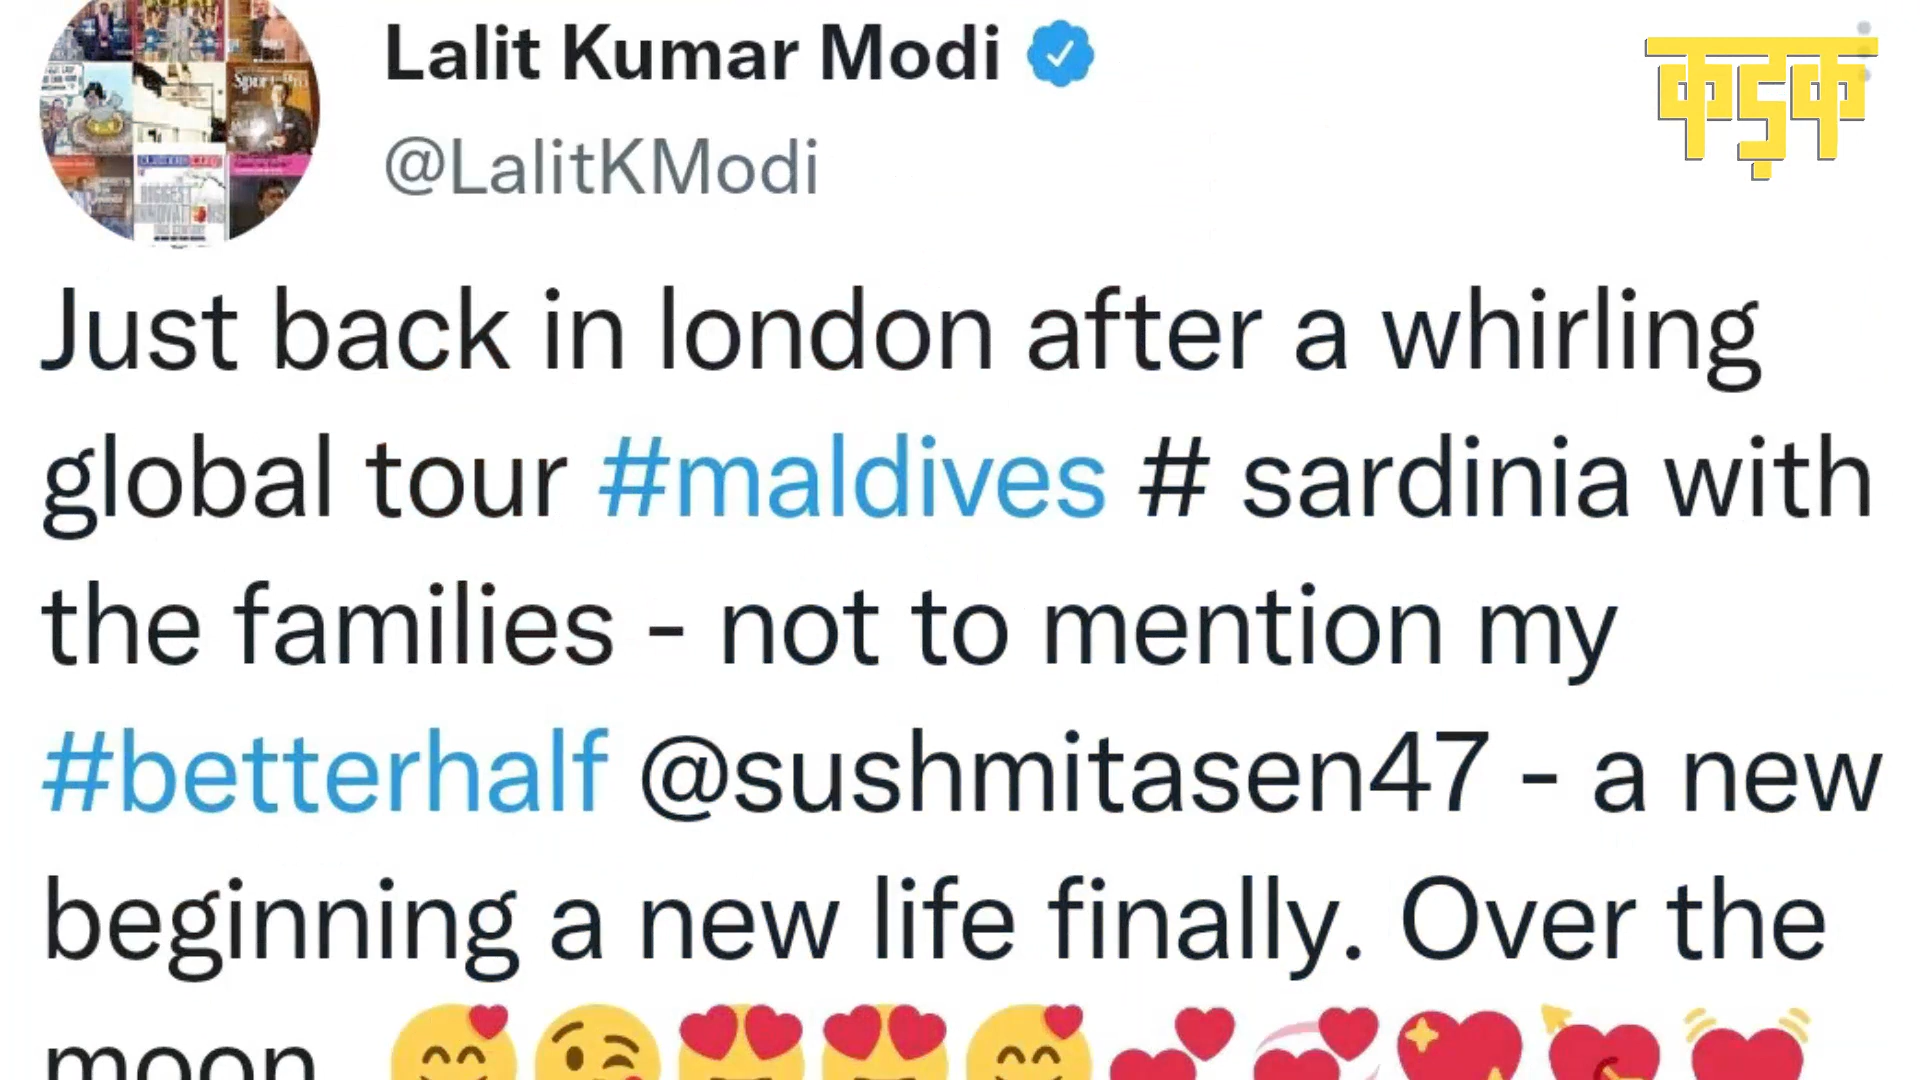 Lalit Kumar Modi
कड़क
@LalitKModi
Just back in london after a whirling
global tour #maldives # sardinia with
the families - not to mention my
#betterhalf @sushmitasen47 - a new
beginning a new life finally. Over the
moon.